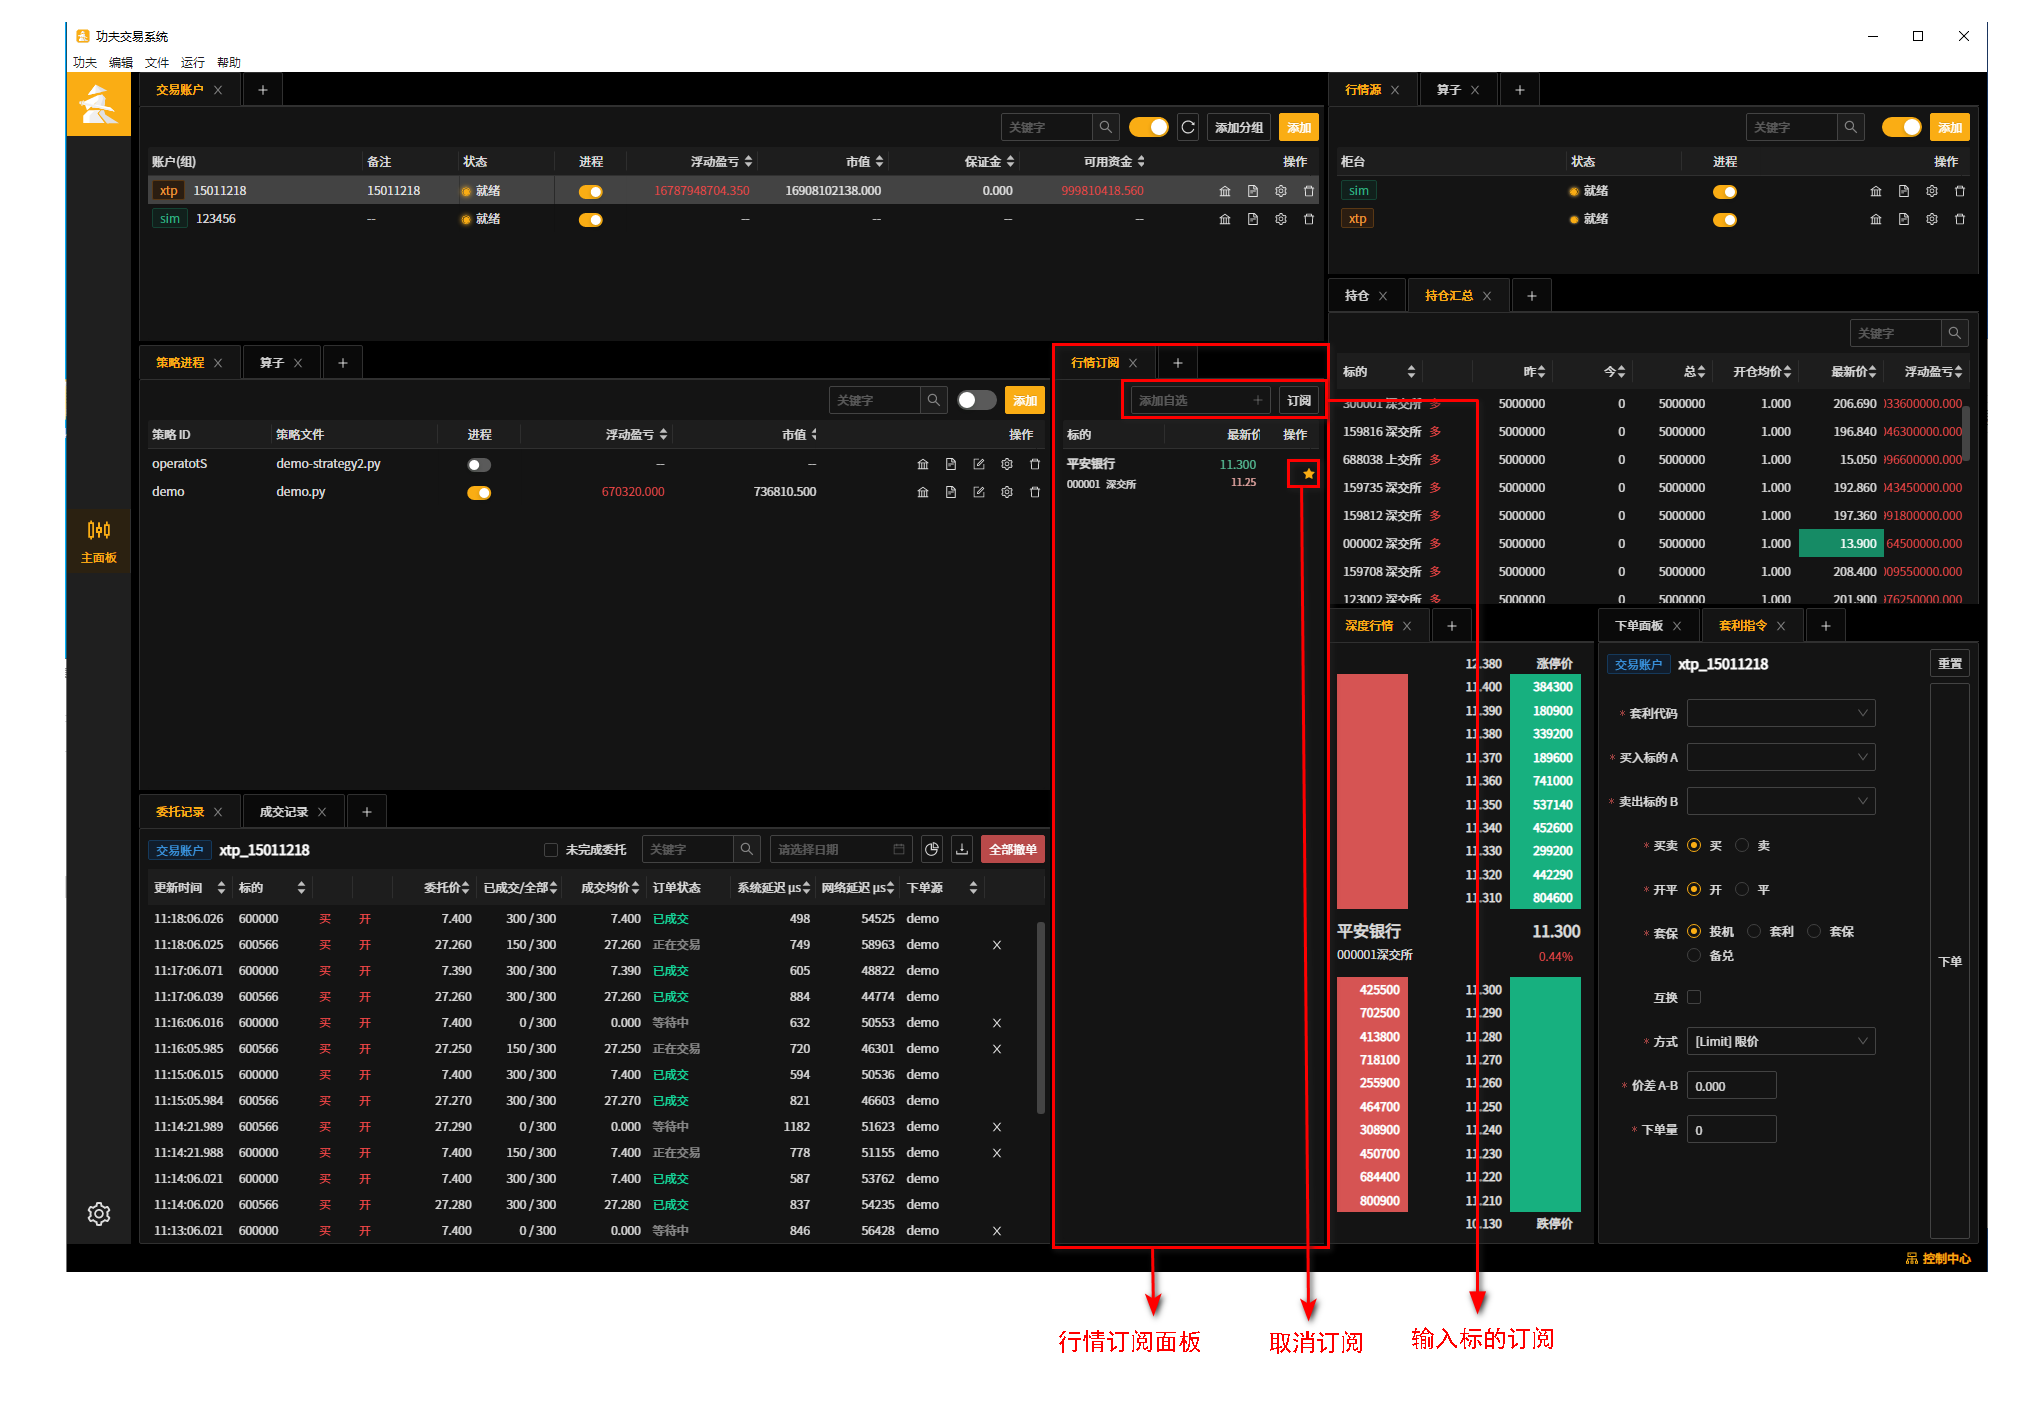 功夫交易系统
功夫 编辑 文件 运行 帮助
交易账户
关键字 添加分组 添加
账户(组) 备注 状态 进程 浮动盈亏 市值 保证金 可用资金 操作
xtp 15011218 15011218 就绪 16787948704.350 16908102138.000 0.000 999810418.560
sim 123456 -- 就绪 -- -- -- --
行情源 算子
关键字 添加
柜台 状态 进程 操作
sim 就绪
xtp 就绪
持仓 持仓汇总
关键字
标的 昨 今 总 开仓均价 最新价 浮动盈亏
300001 深交所 多 5000000 0 5000000 1.000 206.690 033600000.000
159816 深交所 多 5000000 0 5000000 1.000 196.840 046300000.000
688038 上交所 多 5000000 0 5000000 1.000 15.050 096600000.000
159735 深交所 多 5000000 0 5000000 1.000 192.860 043450000.000
159812 深交所 多 5000000 0 5000000 1.000 197.360 091800000.000
000002 深交所 多 5000000 0 5000000 1.000 13.900 64500000.000
159708 深交所 多 5000000 0 5000000 1.000 208.400 009550000.000
123002 深交所 多 5000000 0 5000000 1.000 201.900 076250000.000
主面板
策略进程 算子
关键字 添加
策略 ID 策略文件 进程 浮动盈亏 市值 操作
operatotS demo-strategy2.py -- --
demo demo.py 670320.000 736810.500
行情订阅
添加自选 订阅
标的 最新价 操作
平安银行 11.300
000001 深交所 11.25
委托记录 成交记录
交易账户 xtp_15011218 未完成委托 关键字 请选择日期 全部撤单
更新时间 标的 委托价 已成交/全部 成交均价 订单状态 系统延迟 μs 网络延迟 μs 下单源
11:18:06.026 600000 买 开 7.400 300 / 300 7.400 已成交 498 54525 demo
11:18:06.025 600566 买 开 27.260 150 / 300 27.260 正在交易 749 58963 demo
11:17:06.071 600000 买 开 7.390 300 / 300 7.390 已成交 605 48822 demo
11:17:06.039 600566 买 开 27.260 300 / 300 27.260 已成交 884 44774 demo
11:16:06.016 600000 买 开 7.400 0 / 300 0.000 等待中 632 50553 demo
11:16:05.985 600566 买 开 27.250 150 / 300 27.250 正在交易 720 46301 demo
11:15:06.015 600000 买 开 7.400 300 / 300 7.400 已成交 594 50536 demo
11:15:05.984 600566 买 开 27.270 300 / 300 27.270 已成交 821 46603 demo
11:14:21.989 600566 买 开 27.290 0 / 300 0.000 等待中 1182 51623 demo
11:14:21.988 600000 买 开 7.400 150 / 300 7.400 正在交易 778 51155 demo
11:14:06.021 600000 买 开 7.400 300 / 300 7.400 已成交 587 53762 demo
11:14:06.020 600566 买 开 27.280 300 / 300 27.280 已成交 837 54235 demo
11:13:06.021 600000 买 开 7.400 0 / 300 0.000 等待中 846 56428 demo
深度行情
12.380 涨停价
11.400 384300
11.390 180900
11.380 339200
11.370 189600
11.360 741000
11.350 537140
11.340 452600
11.330 299200
11.320 442290
11.310 804600
平安银行 11.300
000001深交所 0.44%
425500 11.300
702500 11.290
413800 11.280
718100 11.270
255900 11.260
464700 11.250
308900 11.240
450700 11.230
684400 11.220
800900 11.210
10.130 跌停价
下单面板 套利指令
交易账户 xtp_15011218 重置
* 套利代码
* 买入标的 A
* 卖出标的 B
* 买卖 买 卖
* 开平 开 平
* 套保 投机 套利 套保
备兑
下单
互换
* 方式 [Limit] 限价
* 价差 A-B 0.000
* 下单量 0
控制中心
行情订阅面板 取消订阅 输入标的订阅